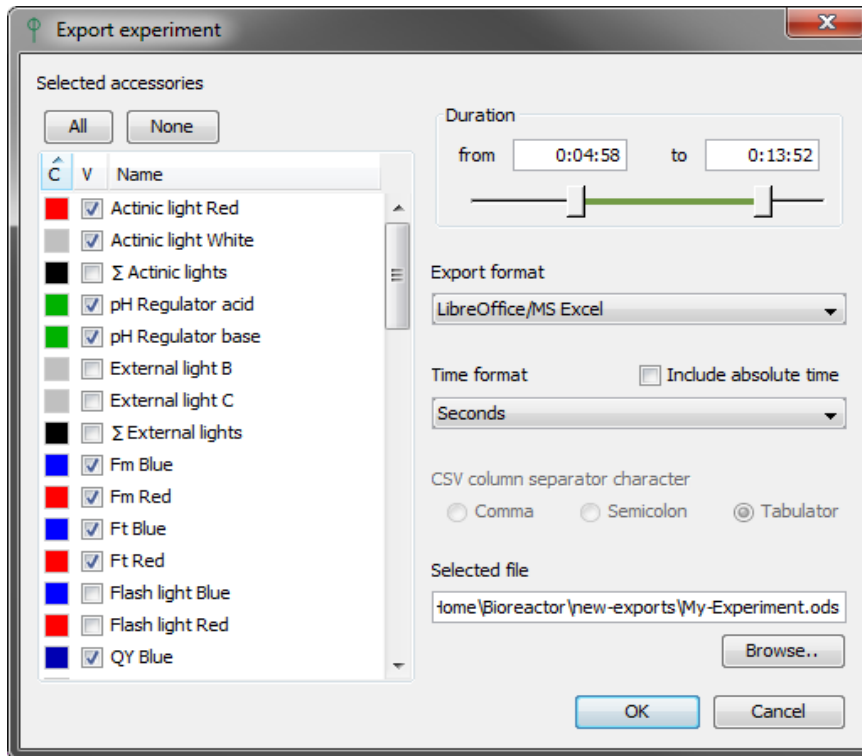 Export experiment
Selected accessories
All None
C V Name
Actinic light Red
Actinic light White
Σ Actinic lights
pH Regulator acid
pH Regulator base
External light B
External light C
Σ External lights
Fm Blue
Fm Red
Ft Blue
Ft Red
Flash light Blue
Flash light Red
QY Blue
Duration
from 0:04:58 to 0:13:52
Export format
LibreOffice/MS Excel
Time format Include absolute time
Seconds
CSV column separator character
Comma Semicolon Tabulator
Selected file
Home\Bioreactor\new-exports\My-Experiment.ods
Browse..
OK Cancel